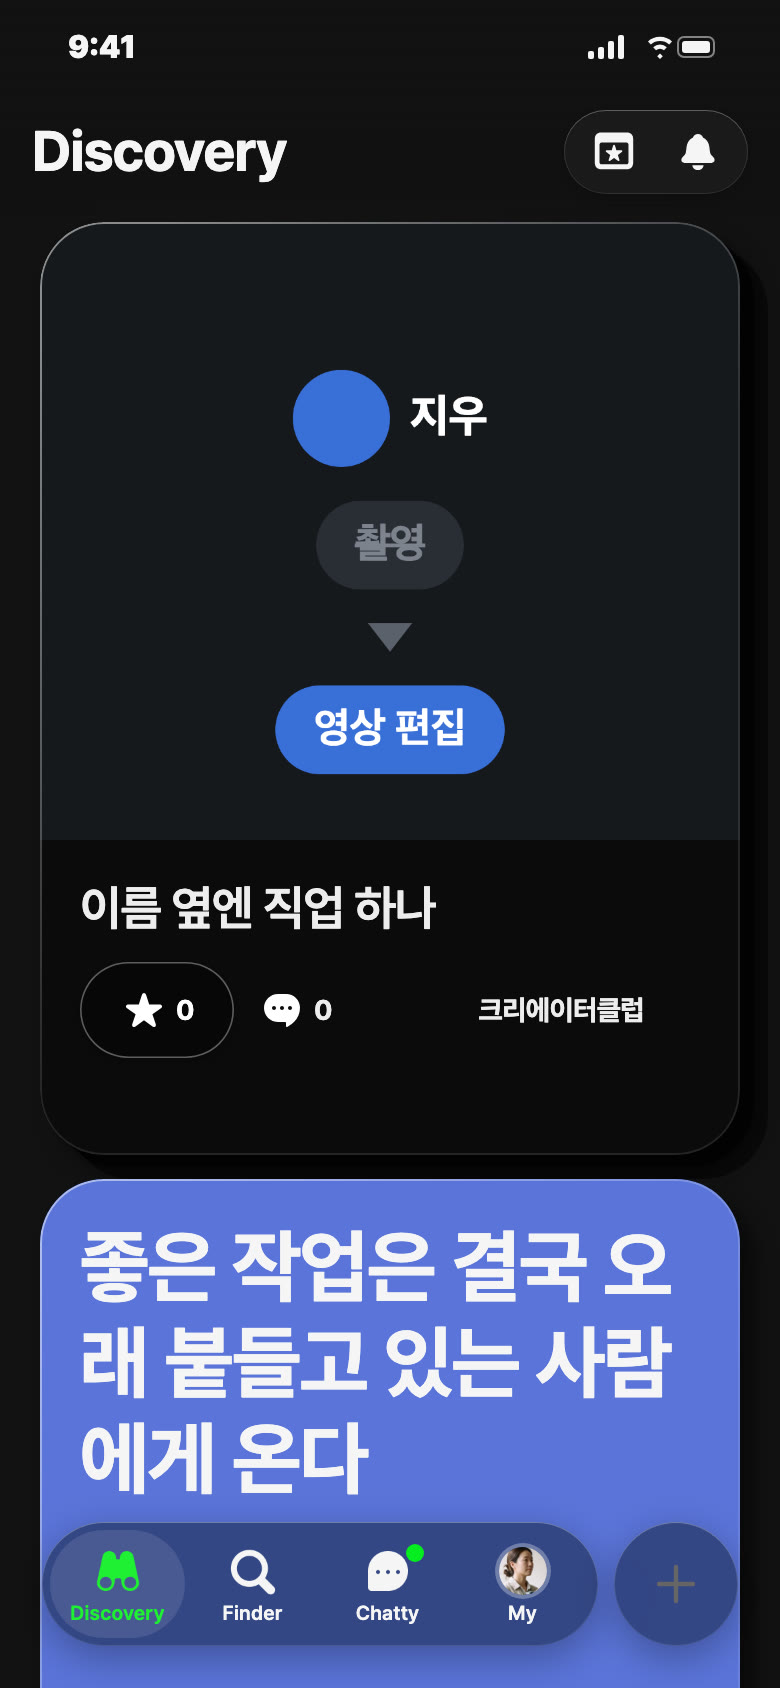 9:41
Discovery
지우
촬영
영상 편집
이름 옆엔 직업 하나
0
0
크리에이터클럽
좋은 작업은 결국 오
래 붙들고 있는 사람
에게 온다
Discovery
Finder
Chatty
My